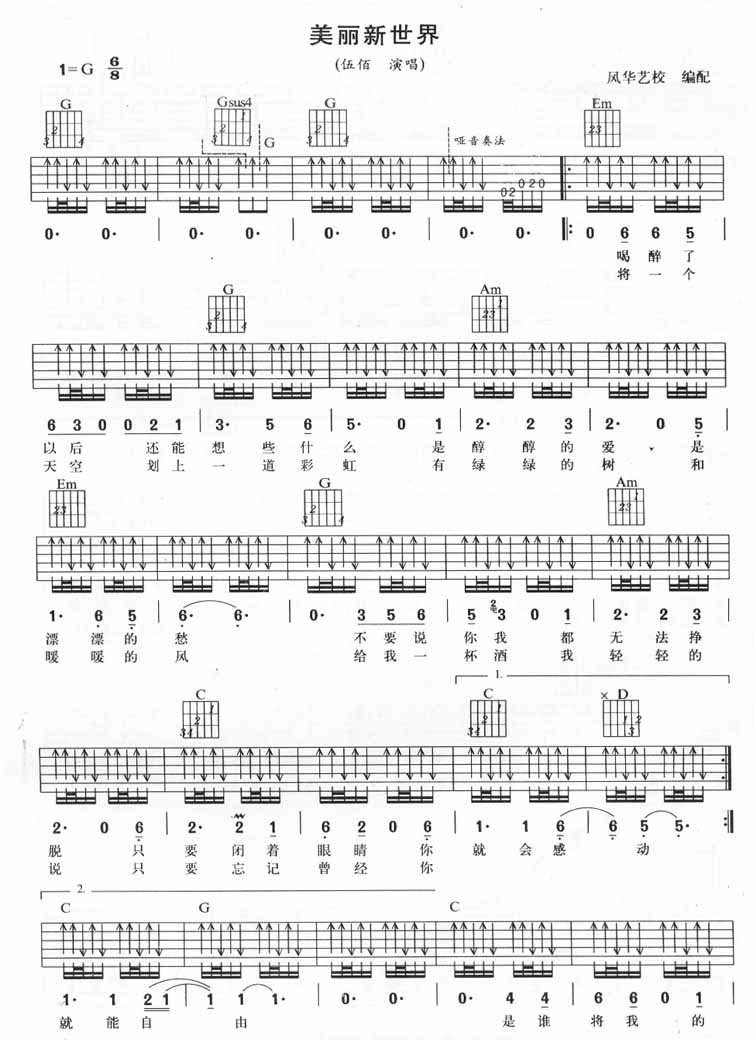 美丽新世界
(伍佰 演唱)
1=G 6/8
风华艺校 编配
G Gsus4 G Em
G 哑音奏法
02 020
0· 0· 0· 0· 0· 0· 0· 0· 0 6 6 5
喝 醉 了
将 一 个
G Am
6 3 0 0 2 1 3· 5 6 5· 0 1 2· 2 3 2· 0 5
以 后 还 能 想 些 什 么 是 醇 醇 的 爱 是
天 空 划 上 一 道 彩 虹 有 绿 绿 的 树 和
Em G Am
1· 6 5 6· 6· 0· 3 5 6 5 3 0 1 2· 2 3
漂 漂 的 愁 不 要 说 你 我 都 无 法 挣
暖 暖 的 风 给 我 一 杯 酒 我 轻 轻 的
1.
C C × D
2· 0 6 2· 2 1 6 2 0 6 1· 1 6 6 5 5·
脱 只 要 闭 着 眼 睛 你 就 会 感 动
说 只 要 忘 记 曾 经 你
2.
C G C
1· 1 2 1 1 1 1· 0· 0· 0· 0 4 4 6 6 0 1
就 能 自 由 是 谁 将 我 的